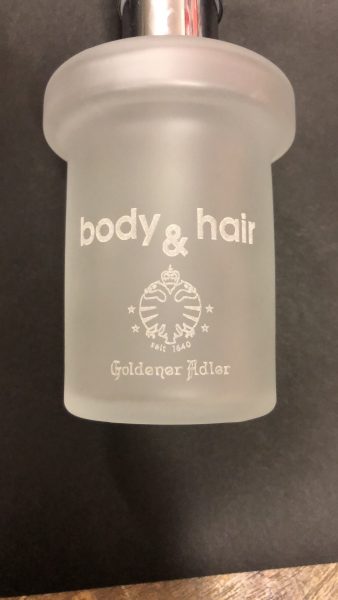 body & hair
seit 1640
Goldener Adler